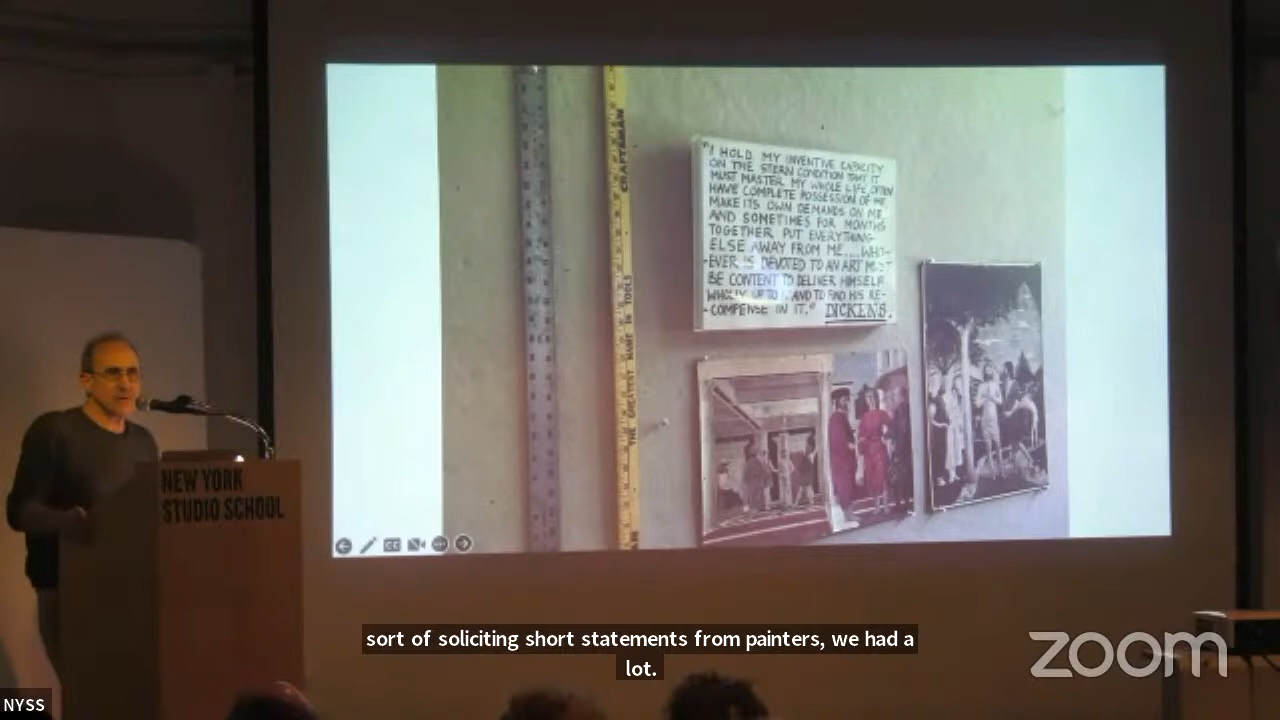 "I HOLD MY INVENTIVE CAPACITY
ON THE STERN CONDITION THAT IT
MUST MASTER MY WHOLE LIFE, OFTEN
HAVE COMPLETE POSSESSION OF ME,
MAKE ITS OWN DEMANDS ON ME,
AND SOMETIMES FOR MONTHS
TOGETHER PUT EVERYTHING
ELSE AWAY FROM ME.... WHO-
-EVER IS DEVOTED TO AN ART MUST
BE CONTENT TO DELIVER HIMSELF
WHOLLY UP TO AND TO FIND HIS RE-
-COMPENSE IN IT." DICKENS.
CRAFTSMAN
THE GREATEST NAME IN TOOLS
NEW YORK
STUDIO SCHOOL
CC
sort of soliciting short statements from painters, we had a
lot.
zoom
NYSS